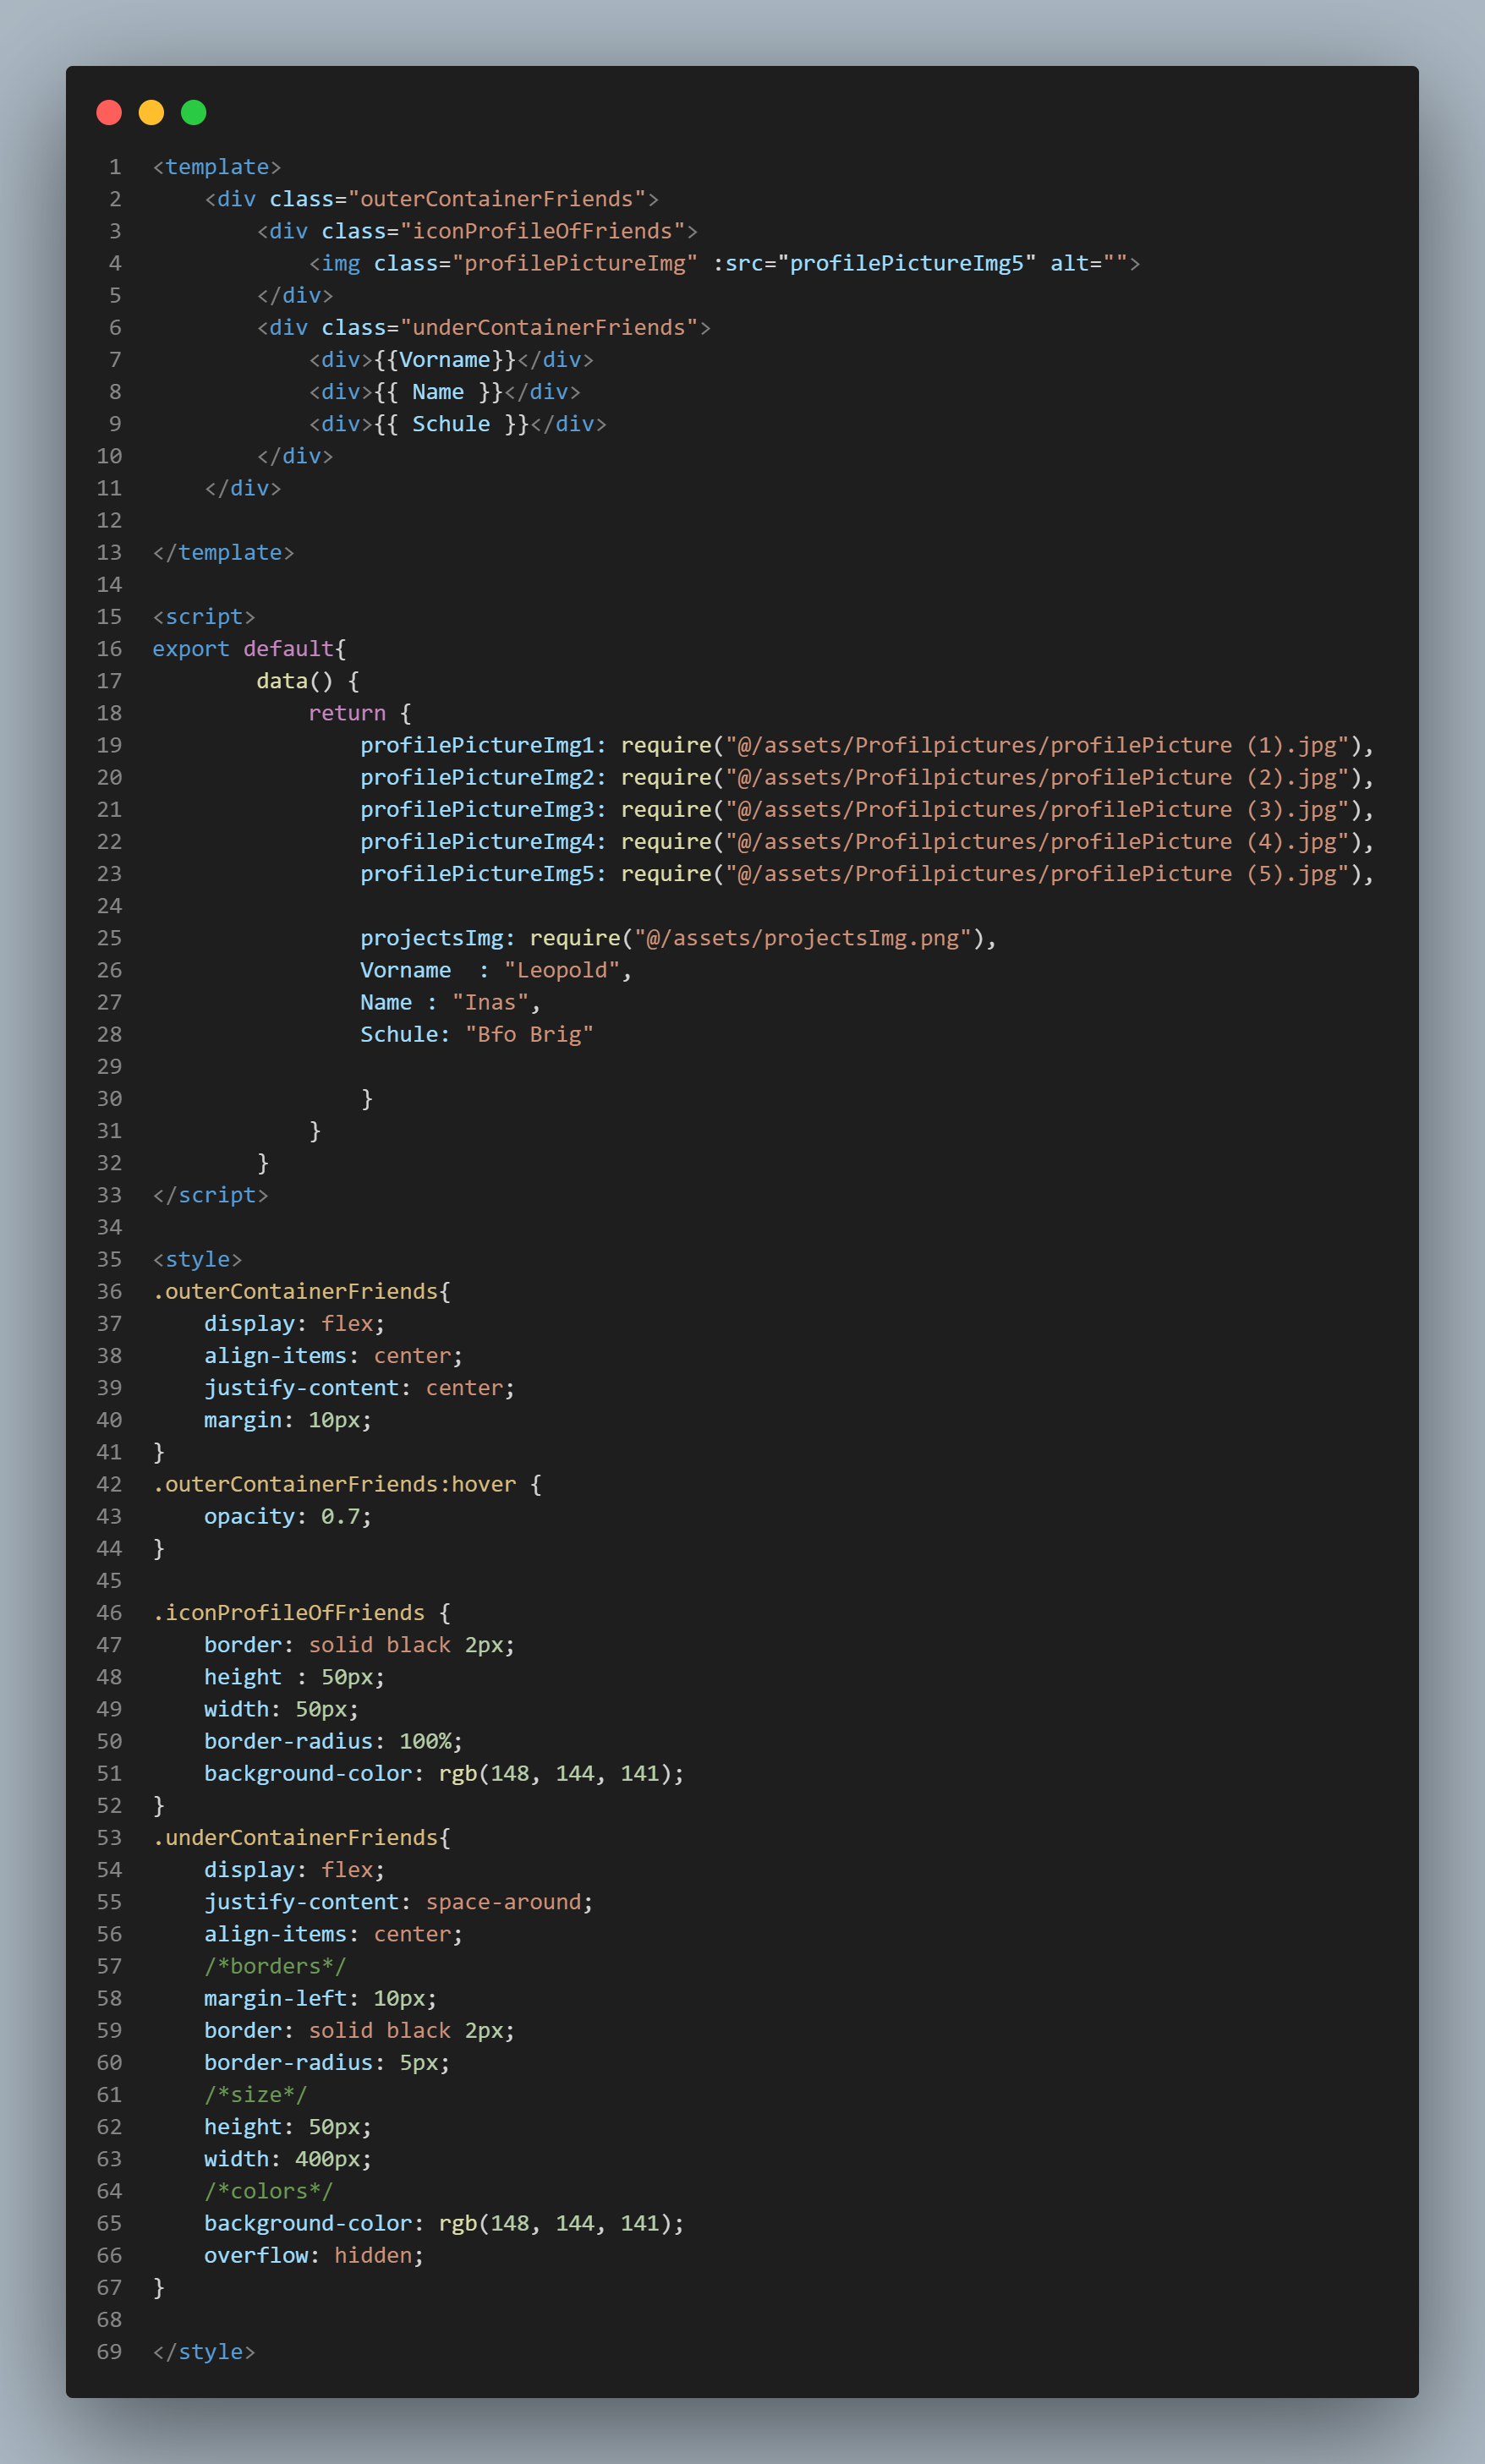 1 <template>
2     <div class="outerContainerFriends">
3         <div class="iconProfileOfFriends">
4             <img class="profilePictureImg" :src="profilePictureImg5" alt="">
5         </div>
6         <div class="underContainerFriends">
7             <div>{{Vorname}}</div>
8             <div>{{ Name }}</div>
9             <div>{{ Schule }}</div>
10         </div>
11     </div>
12
13 </template>
14
15 <script>
16 export default{
17         data() {
18             return {
19                 profilePictureImg1: require("@/assets/Profilpictures/profilePicture (1).jpg"),
20                 profilePictureImg2: require("@/assets/Profilpictures/profilePicture (2).jpg"),
21                 profilePictureImg3: require("@/assets/Profilpictures/profilePicture (3).jpg"),
22                 profilePictureImg4: require("@/assets/Profilpictures/profilePicture (4).jpg"),
23                 profilePictureImg5: require("@/assets/Profilpictures/profilePicture (5).jpg"),
24
25                 projectsImg: require("@/assets/projectsImg.png"),
26                 Vorname  : "Leopold",
27                 Name : "Inas",
28                 Schule: "Bfo Brig"
29
30                 }
31             }
32         }
33 </script>
34
35 <style>
36 .outerContainerFriends{
37     display: flex;
38     align-items: center;
39     justify-content: center;
40     margin: 10px;
41 }
42 .outerContainerFriends:hover {
43     opacity: 0.7;
44 }
45
46 .iconProfileOfFriends {
47     border: solid black 2px;
48     height : 50px;
49     width: 50px;
50     border-radius: 100%;
51     background-color: rgb(148, 144, 141);
52 }
53 .underContainerFriends{
54     display: flex;
55     justify-content: space-around;
56     align-items: center;
57     /*borders*/
58     margin-left: 10px;
59     border: solid black 2px;
60     border-radius: 5px;
61     /*size*/
62     height: 50px;
63     width: 400px;
64     /*colors*/
65     background-color: rgb(148, 144, 141);
66     overflow: hidden;
67 }
68
69 </style>